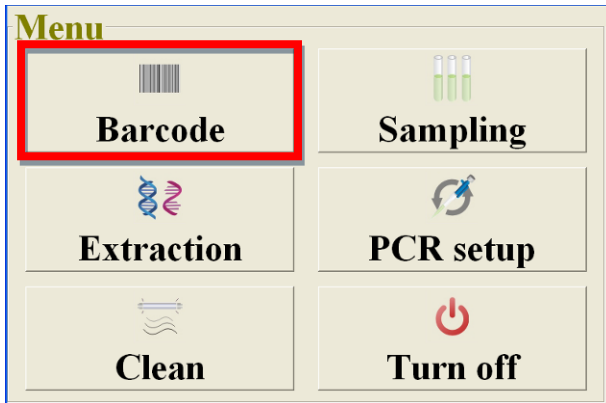 Menu
Barcode
Sampling
Extraction
PCR setup
Clean
Turn off